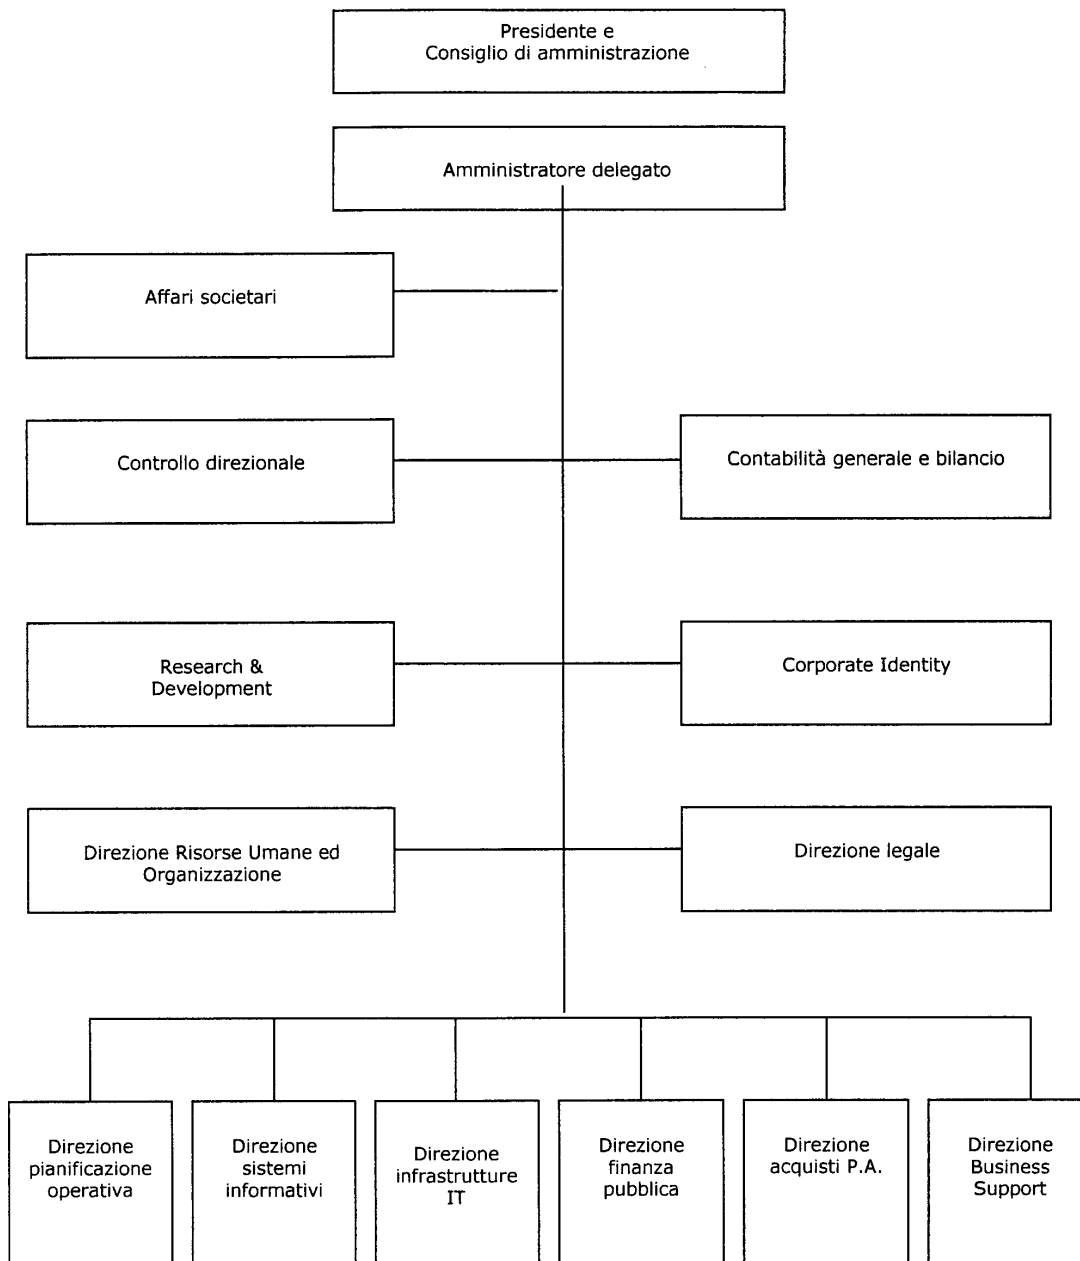 Presidente e
Consiglio di amministrazione
Amministratore delegato
Affari societari
Controllo direzionale
Contabilità generale e bilancio
Research &
Development
Corporate Identity
Direzione Risorse Umane ed
Organizzazione
Direzione legale
Direzione
pianificazione
operativa
Direzione
sistemi
informativi
Direzione
infrastrutture
IT
Direzione
finanza
pubblica
Direzione
acquisti P.A.
Direzione
Business
Support